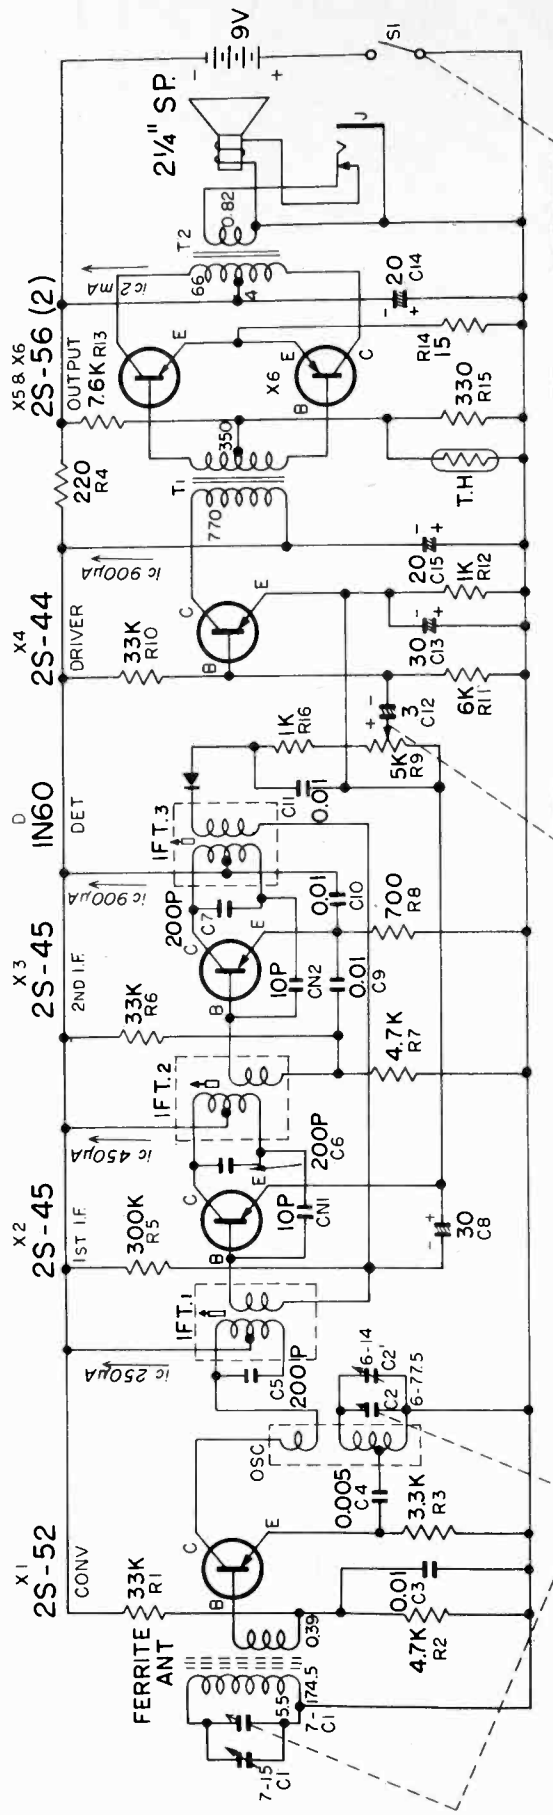 X1
2S-52
CONV
33K
R1
FERRITE
ANT
7-15
C1
5.5
7-174.5
C1
0.39
B
C
E
4.7K
R2
0.01
C3
3.3K
R3
0.005
C4
OSC
6-14
C2'
C2
6-77.5
ic 250μA
IFT.1
C5
200P
X2
2S-45
1ST I.F.
300K
R5
B
C
E
10P
CN1
200P
C6
30
C8
- +
ic 450μA
IFT.2
X3
2S-45
2ND I.F.
33K
R6
B
C
E
10P
CN2
200P
C7
0.01
C9
0.01
C10
4.7K
R7
700
R8
ic 900μA
IFT.3
D
1N60
DET
C11
0.011
1K
R16
5K
R9
+ -
3
C12
X4
2S-44
DRIVER
33K
R10
B
C
E
6K
R11
30
C13
- +
1K
R12
20
C15
- +
ic 900μA
220
R4
T1
770
350
X5 & X6
2S-56 (2)
OUTPUT
7.6K R13
E
X6
B
E
C
T.H
330
R15
R14
15
20
C14
- +
ic 2mA
T2
66
4
0.82
2¼" SP.
J
9V
- +
S1